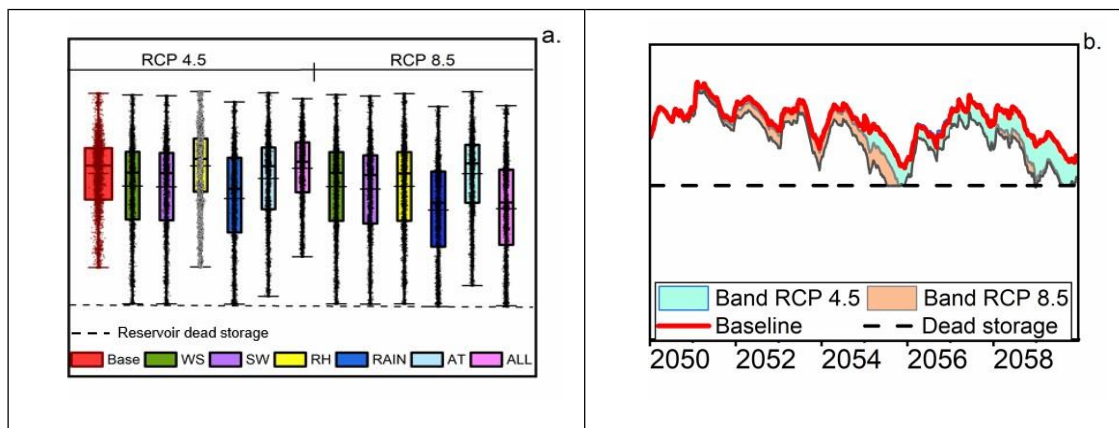 a.
RCP 4.5 RCP 8.5
Reservoir dead storage
Base WS SW RH RAIN AT ALL
b.
Band RCP 4.5 Band RCP 8.5
Baseline Dead storage
2050 2052 2054 2056 2058